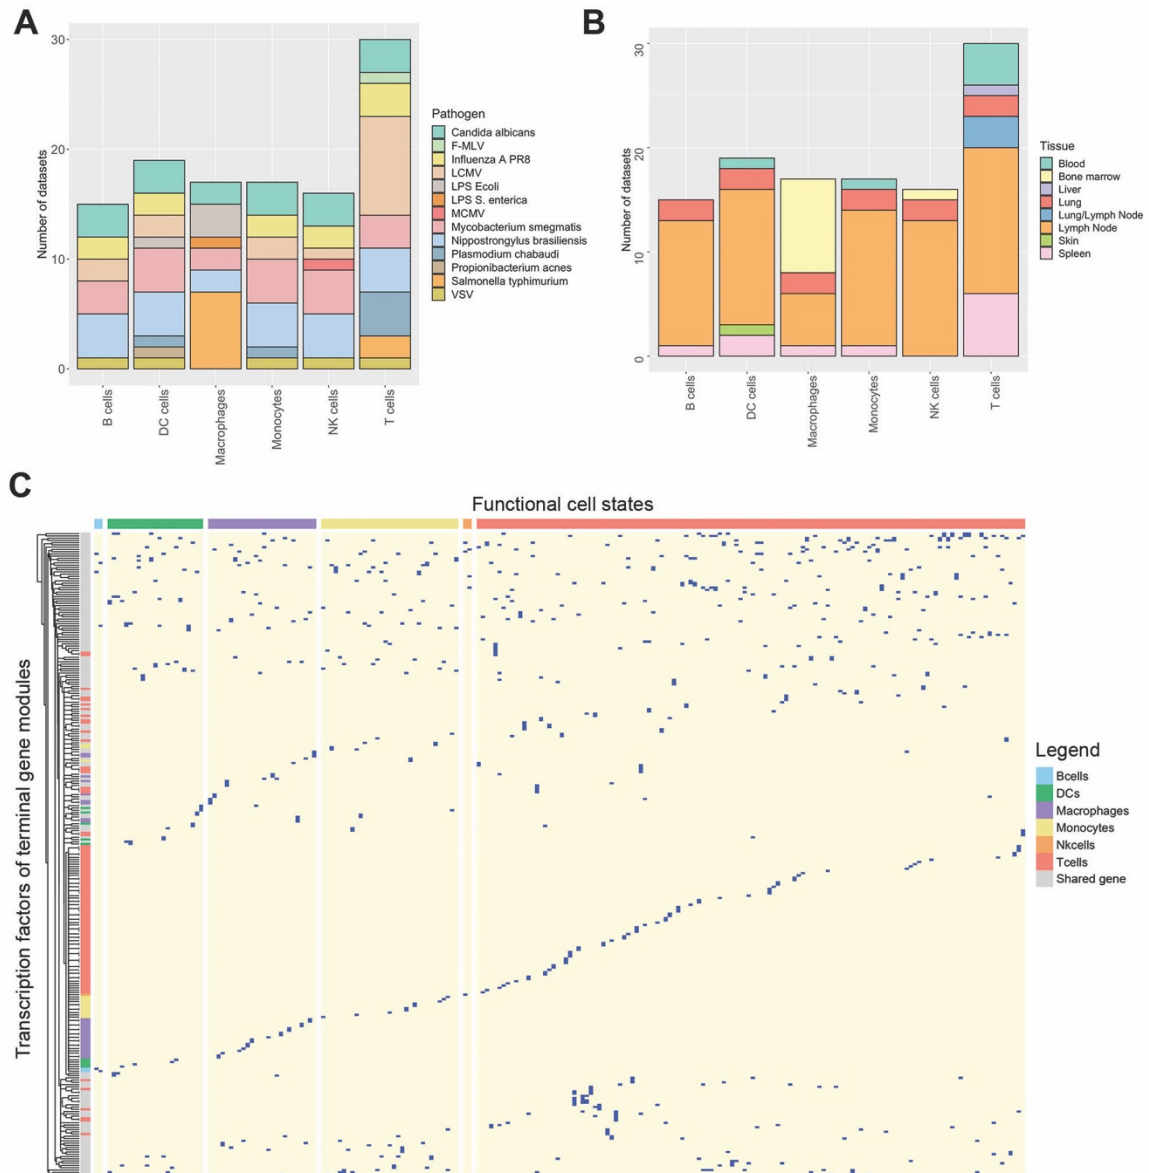 A
Number of datasets
30
20
10
0
B cells
DC cells
Macrophages
Monocytes
NK cells
T cells
Pathogen
Candida albicans
F-MLV
Influenza A PR8
LCMV
LPS Ecoli
LPS S. enterica
MCMV
Mycobacterium smegmatis
Nippostrongylus brasiliensis
Plasmodium chabaudi
Propionibacterium acnes
Salmonella typhimurium
VSV
B
Number of datasets
30
20
10
0
B cells
DC cells
Macrophages
Monocytes
NK cells
T cells
Tissue
Blood
Bone marrow
Liver
Lung
Lung/Lymph Node
Lymph Node
Skin
Spleen
C
Functional cell states
Transcription factors of terminal gene modules
Legend
Bcells
DCs
Macrophages
Monocytes
Nkcells
Tcells
Shared gene